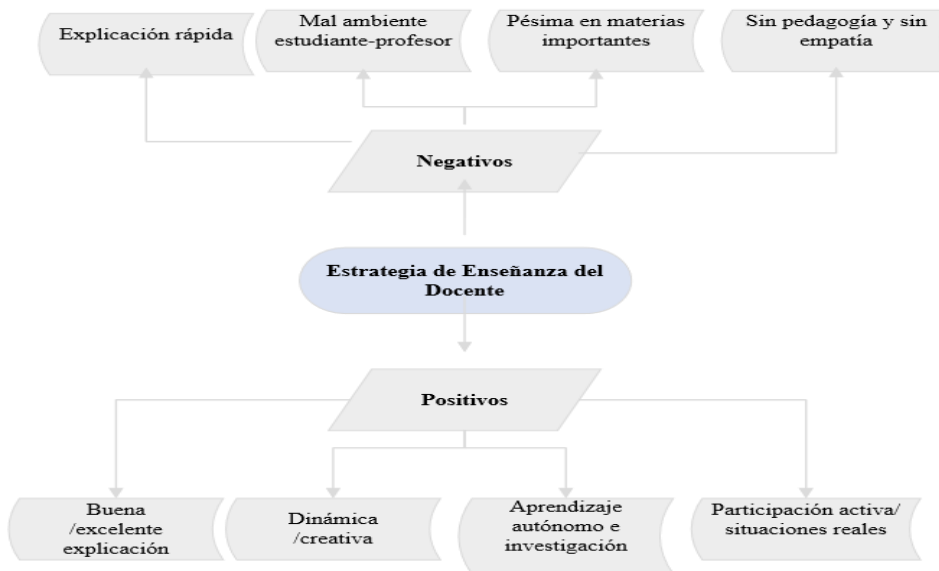 Explicación rápida
Mal ambiente
estudiante-profesor
Pésima en materias
importantes
Sin pedagogía y sin
empatía
Negativos
Estrategia de Enseñanza del
Docente
Positivos
Buena
/excelente
explicación
Dinámica
/creativa
Aprendizaje
autónomo e
investigación
Participación activa/
situaciones reales